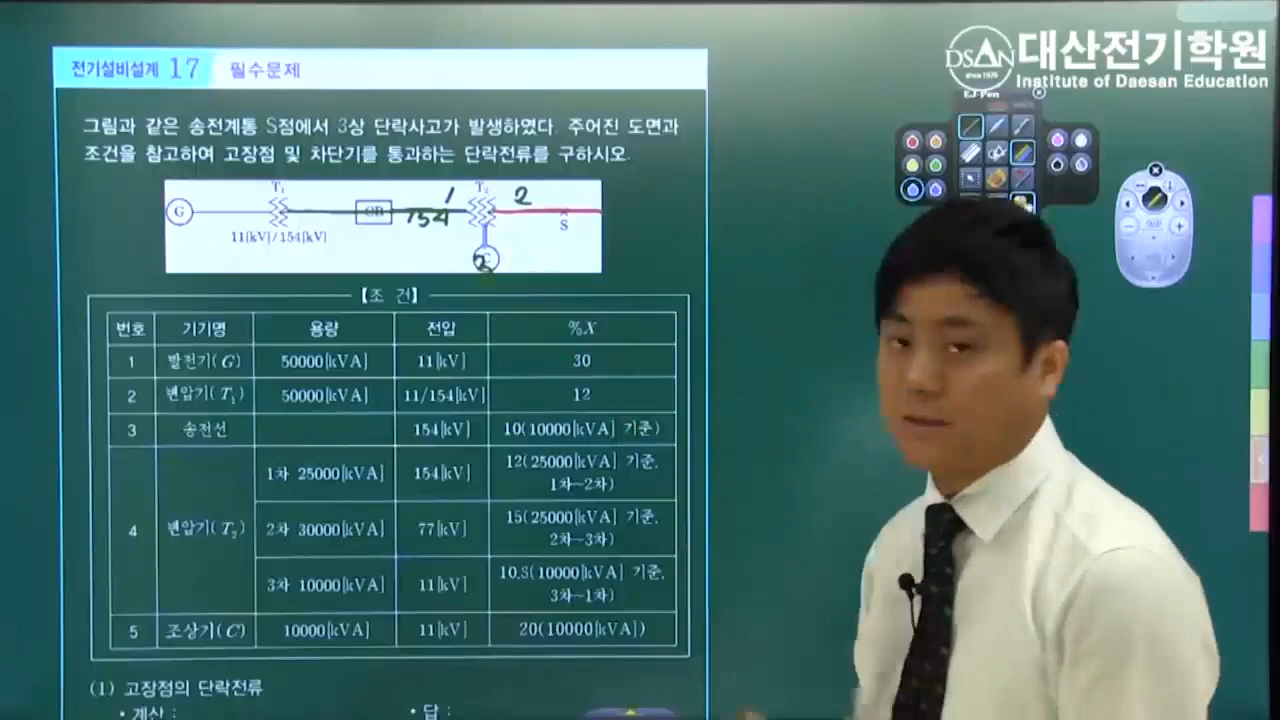 DSAN
since 1976
대산전기학원
Institute of Daesan Education
EJ Pen
전기설비설계 17 필수문제
그림과 같은 송전계통 S점에서 3상 단락사고가 발생하였다. 주어진 도면과
조건을 참고하여 고장점 및 차단기를 통과하는 단락전류를 구하시오.
T₁ 1 T₂ 2
G CB 154 S
11[kV]/154[kV]
2
【조 건】
번호 기기명 용량 전압 %X
1 발전기(G) 50000[kVA] 11[kV] 30
2 변압기(T₁) 50000[kVA] 11/154[kV] 12
3 송전선 154[kV] 10(10000[kVA] 기준)
4 변압기(T₂) 1차 25000[kVA] 154[kV] 12(25000[kVA] 기준,
1차~2차)
2차 30000[kVA] 77[kV] 15(25000[kVA] 기준,
2차~3차)
3차 10000[kVA] 11[kV] 10.8(10000[kVA] 기준,
3차~1차)
5 조상기(C) 10000[kVA] 11[kV] 20(10000[kVA])
(1) 고장점의 단락전류
• 계산 : • 답 :